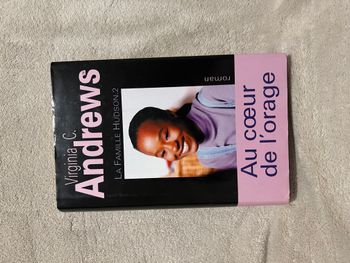 Virginia C.
Andrews
LA FAMILLE HUDSON.2
roman
Au cœur
de l'orage